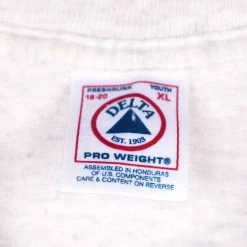 PRESHRUNK YOUTH
18-20 XL
DELTA
EST. 1903
PRO WEIGHT®
ASSEMBLED IN HONDURAS
OF U.S. COMPONENTS
CARE & CONTENT ON REVERSE